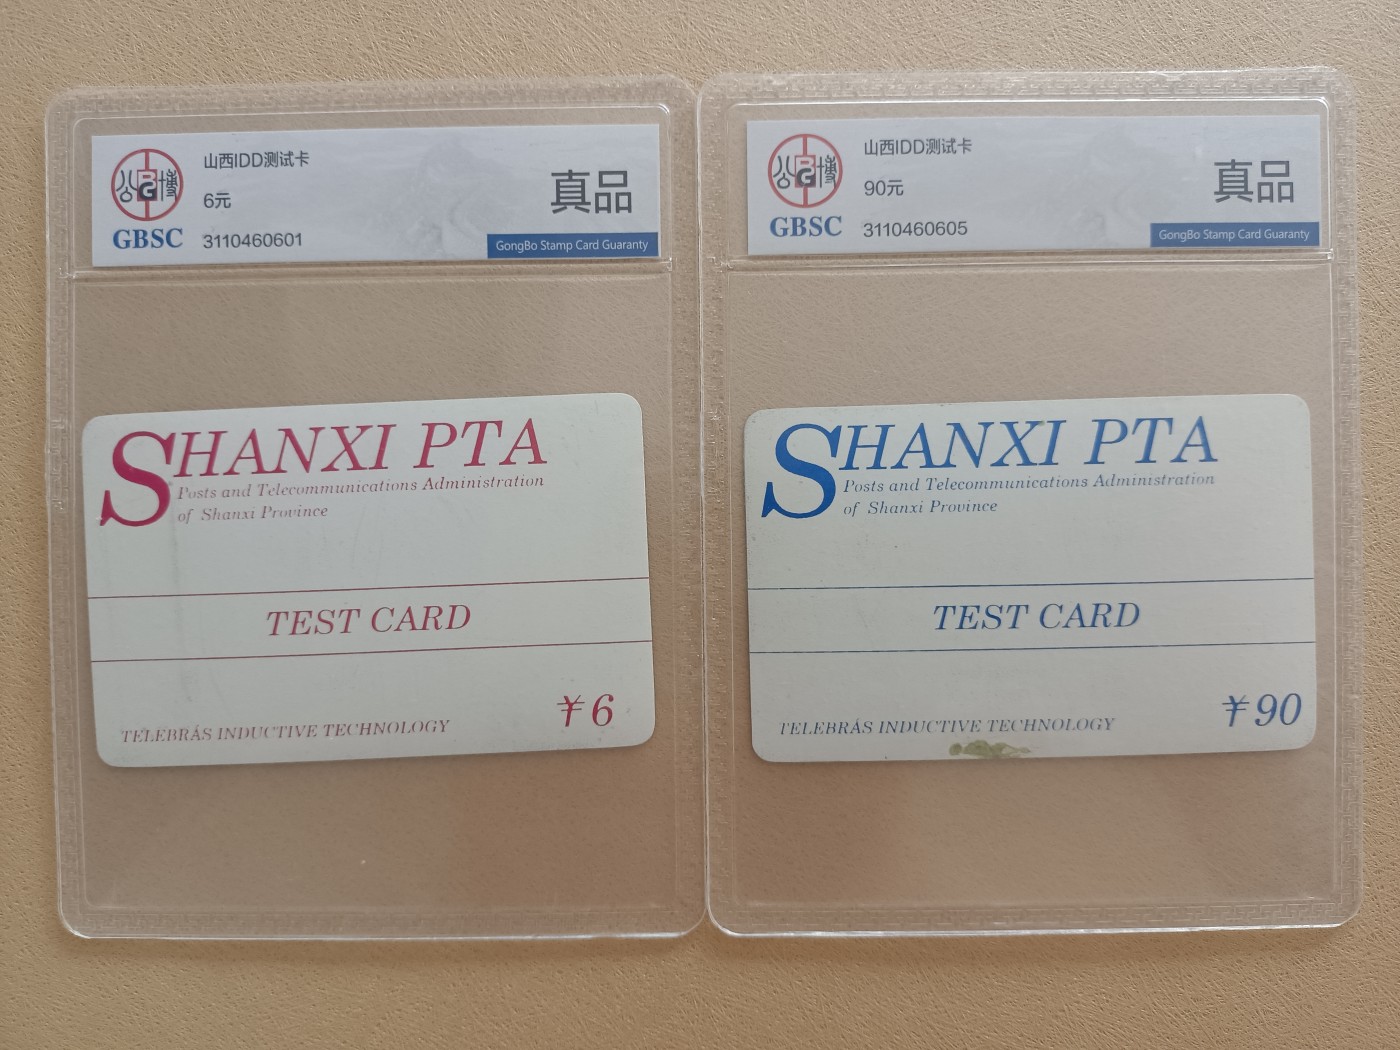 山西IDD测试卡
6元
真品
GBSC
3110460601
GongBo Stamp Card Guaranty
SHANXI PTA
Posts and Telecommunications Administration
of Shanxi Province
TEST CARD
¥6
TELEBRÁS INDUCTIVE TECHNOLOGY
山西IDD测试卡
90元
真品
GBSC
3110460605
GongBo Stamp Card Guaranty
SHANXI PTA
Posts and Telecommunications Administration
of Shanxi Province
TEST CARD
¥90
TELEBRÁS INDUCTIVE TECHNOLOGY